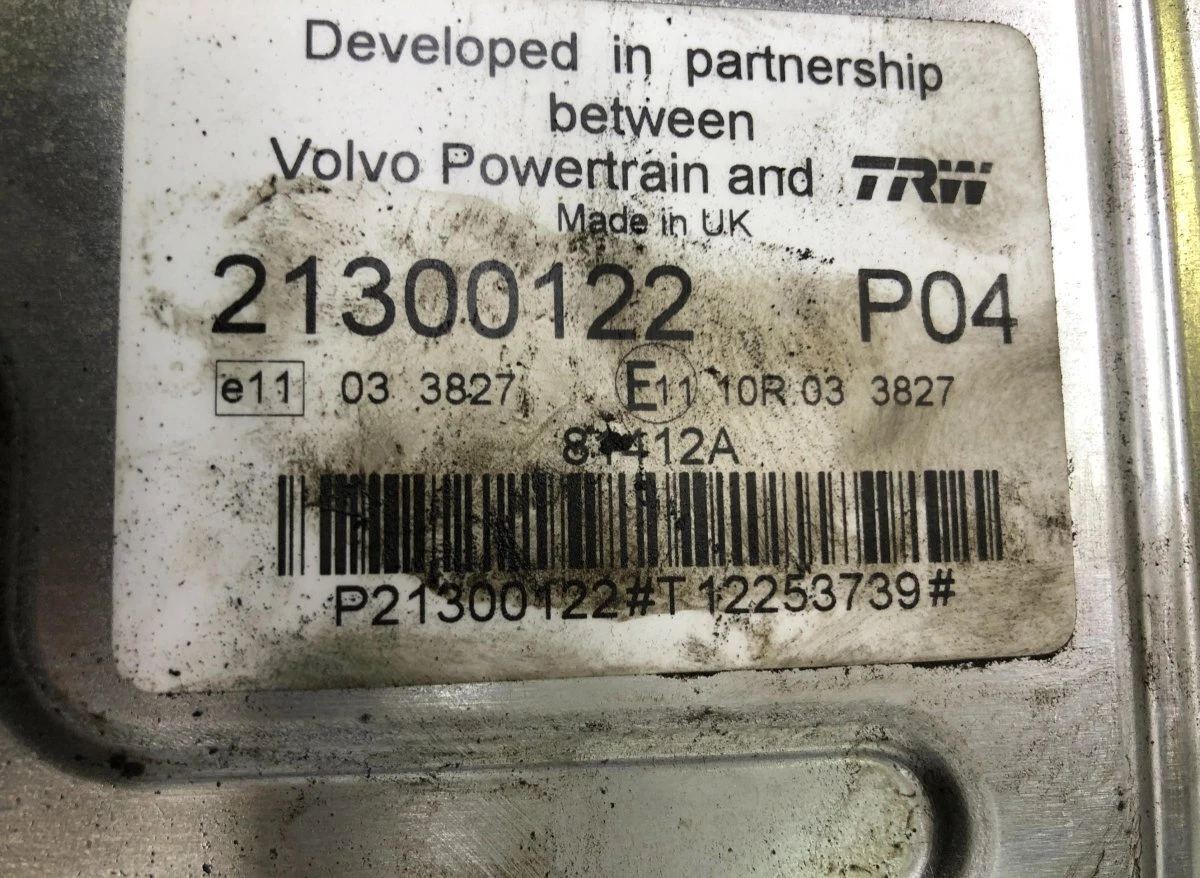 Developed in partnership
between
Volvo Powertrain and TRW
Made in UK
21300122 P04
e11 03 3827 E11 10R.03 3827
P21300122#T12253739#